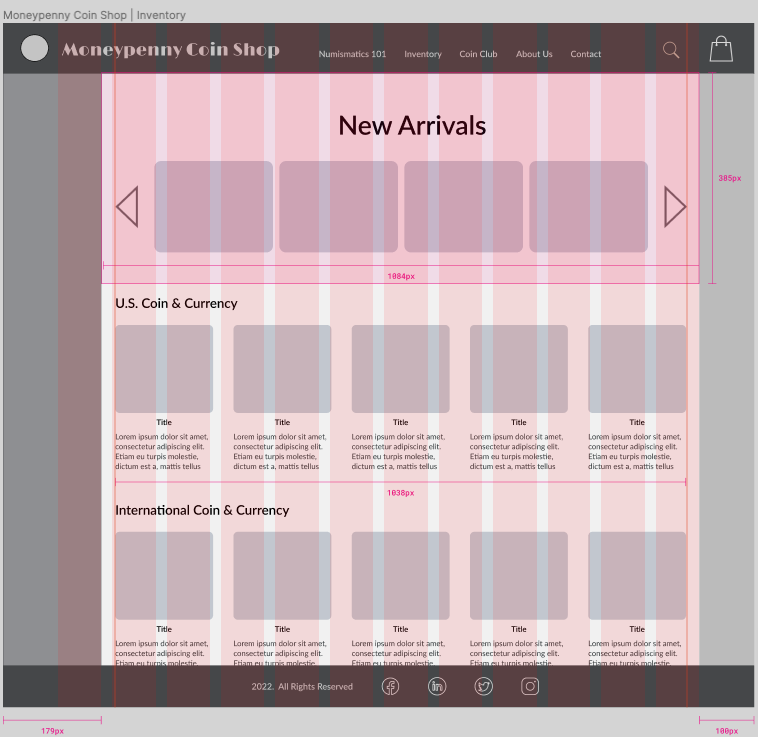 Moneypenny Coin Shop | Inventory
Moneypenny Coin Shop
Numismatics 101 Inventory Coin Club About Us Contact
New Arrivals
385px
1084px
U.S. Coin & Currency
Title Title Title Title Title
Lorem ipsum dolor sit amet, Lorem ipsum dolor sit amet, Lorem ipsum dolor sit amet, Lorem ipsum dolor sit amet, Lorem ipsum dolor sit amet,
consectetur adipiscing elit. consectetur adipiscing elit. consectetur adipiscing elit. consectetur adipiscing elit. consectetur adipiscing elit.
Etiam eu turpis molestie, Etiam eu turpis molestie, Etiam eu turpis molestie, Etiam eu turpis molestie, Etiam eu turpis molestie,
dictum est a, mattis tellus dictum est a, mattis tellus dictum est a, mattis tellus dictum est a, mattis tellus dictum est a, mattis tellus
1038px
International Coin & Currency
Title Title Title Title Title
Lorem ipsum dolor sit amet, Lorem ipsum dolor sit amet, Lorem ipsum dolor sit amet, Lorem ipsum dolor sit amet, Lorem ipsum dolor sit amet,
consectetur adipiscing elit. consectetur adipiscing elit. consectetur adipiscing elit. consectetur adipiscing elit. consectetur adipiscing elit.
Etiam eu turpis molestie, Etiam eu turpis molestie, Etiam eu turpis molestie, Etiam eu turpis molestie, Etiam eu turpis molestie,
2022. All Rights Reserved
179px 100px